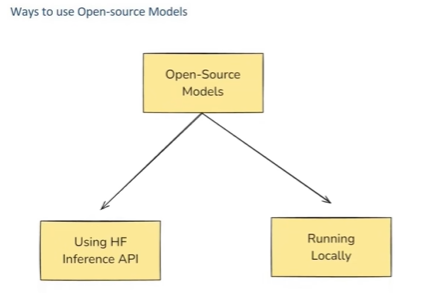 Ways to use Open-source Models
Open-Source
Models
Using HF
Inference API
Running
Locally